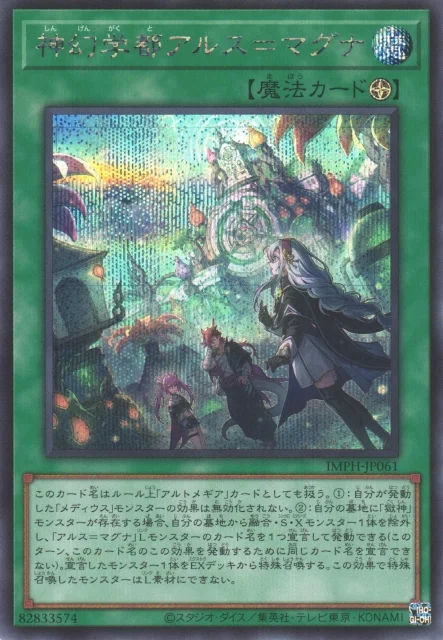 神幻学都アルス=マグナ
しん げん がく と
【魔法カード】
ま ほう
IMPH-JP061
このカード名はルール上「アルトメギア」カードとしても扱う。①:自分が発動
した「メディウス」モンスターの効果は無効化されない。②:自分の墓地に「獄神」
モンスターが存在する場合、自分の墓地から融合・S・Xモンスター1体を除外
し、「アルス=マグナ」Lモンスターのカード名を1つ宣言して発動できる(この
ターン、このカード名のこの効果を発動するために同じカード名を宣言でき
ない)。宣言したモンスター1体をEXデッキから特殊召喚する。この効果で特殊
召喚したモンスターはL素材にできない。
82833574
©スタジオ・ダイス/集英社・テレビ東京・KONAMI